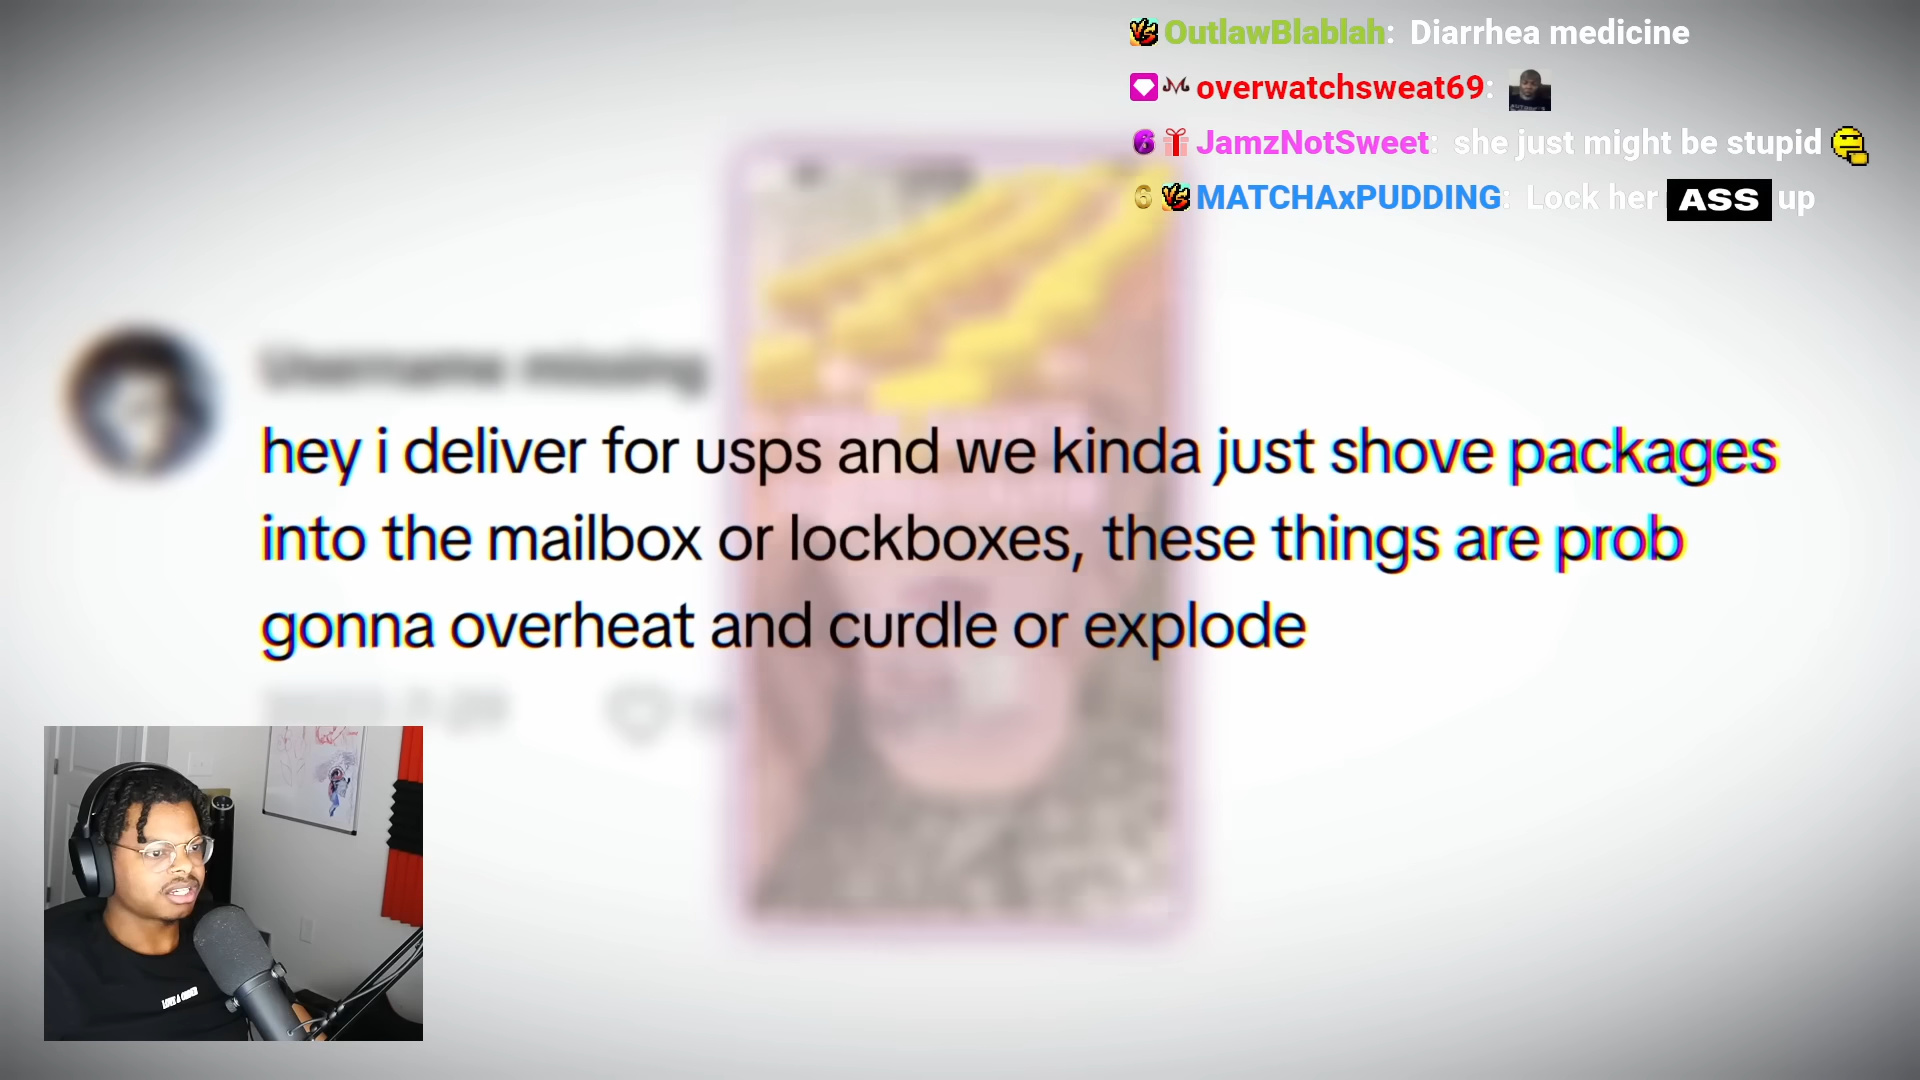 OutlawBlablah: Diarrhea medicine
overwatchsweat69:
JamzNotSweet: she just might be stupid
MATCHAxPUDDING: Lock her ASS up
Username missing
hey i deliver for usps and we kinda just shove packages
into the mailbox or lockboxes, these things are prob
gonna overheat and curdle or explode